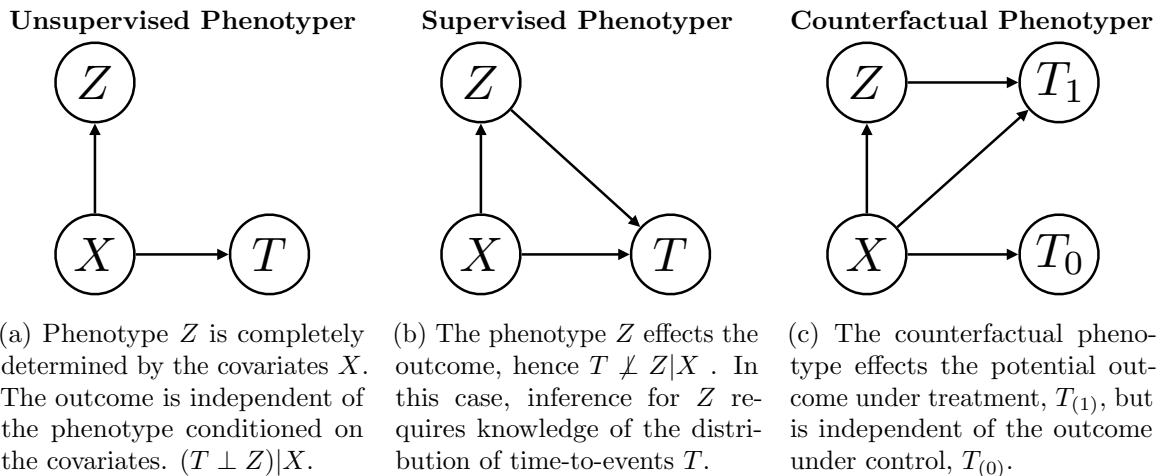 Unsupervised Phenotyper
Z
X
T
(a) Phenotype Z is completely
determined by the covariates X.
The outcome is independent of
the phenotype conditioned on
the covariates. (T ⊥ Z)|X.
Supervised Phenotyper
Z
X
T
(b) The phenotype Z effects the
outcome, hence T ⊥̸ Z|X . In
this case, inference for Z re-
quires knowledge of the distri-
bution of time-to-events T.
Counterfactual Phenotyper
Z
T₁
X
T₀
(c) The counterfactual pheno-
type effects the potential out-
come under treatment, T₍₁₎, but
is independent of the outcome
under control, T₍₀₎.